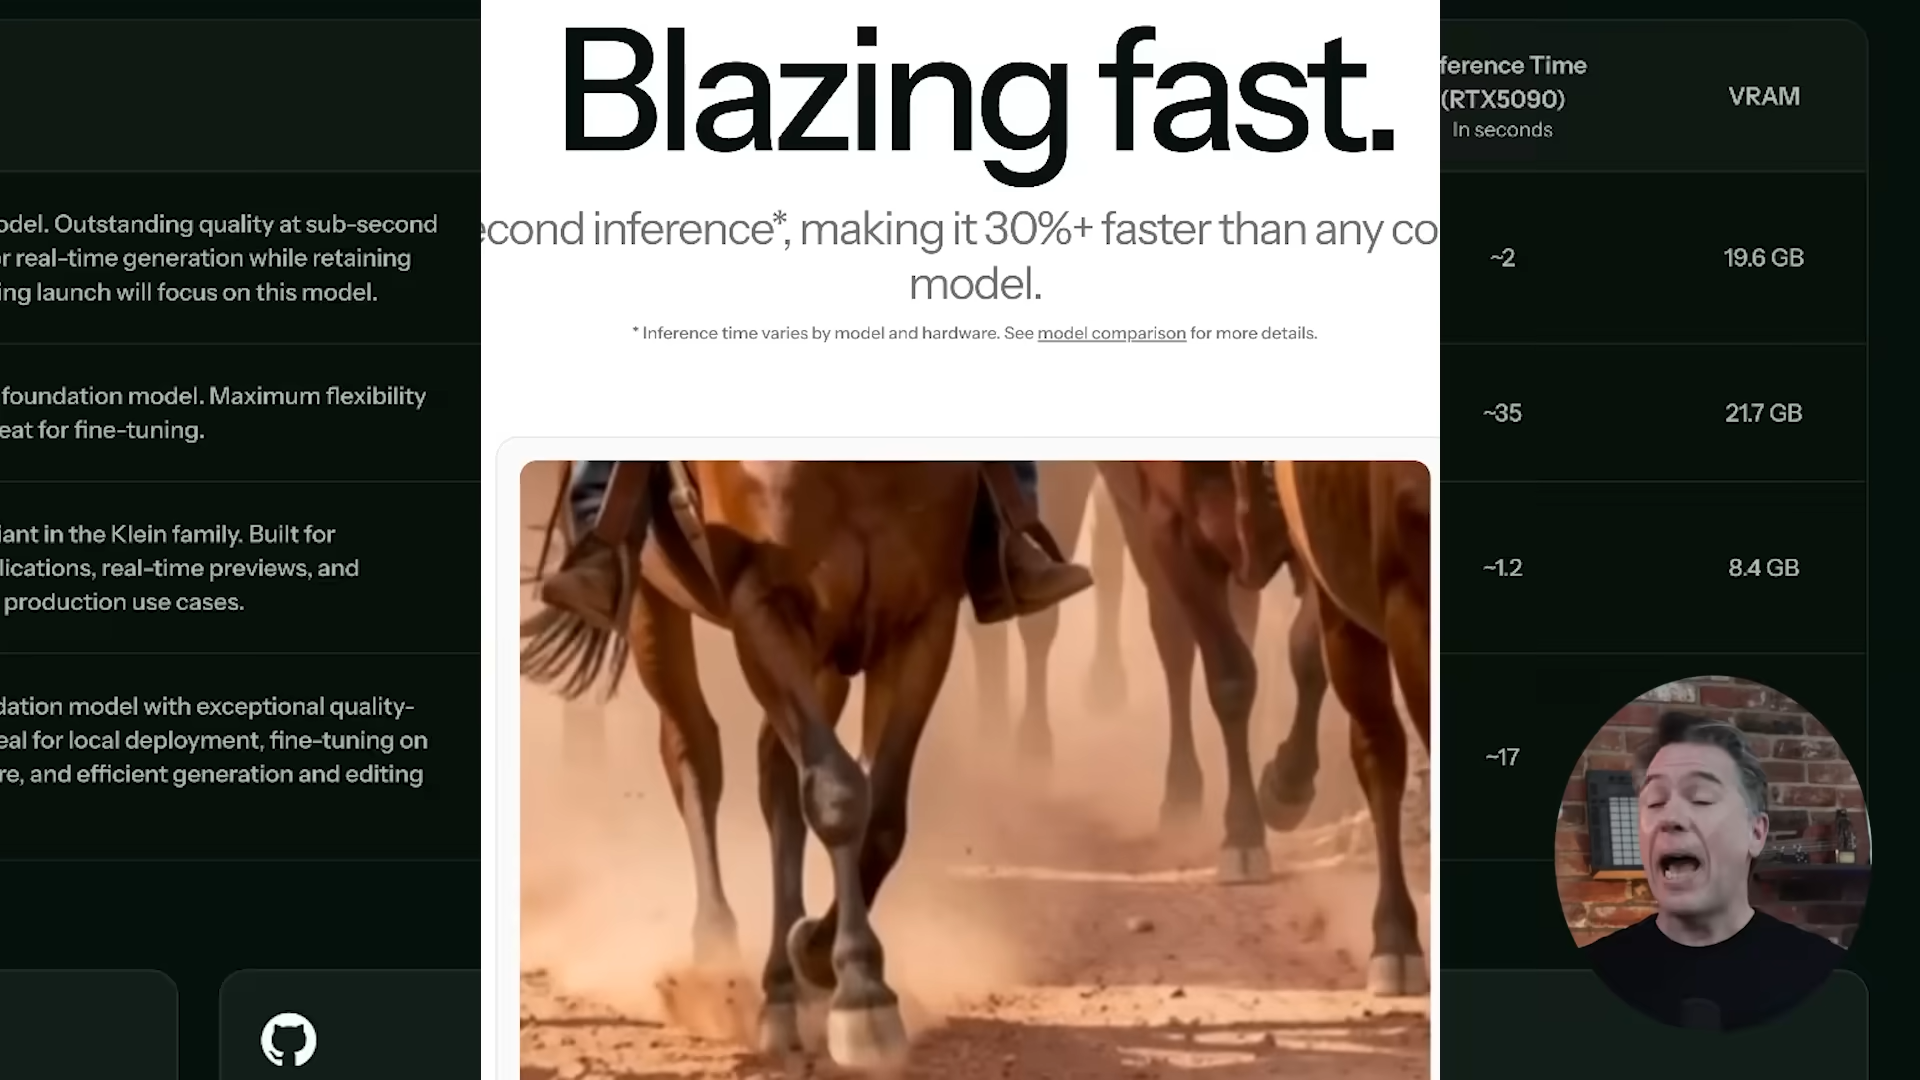 Blazing fast.
cond inference*, making it 30%+ faster than any co
model.
* Inference time varies by model and hardware. See model comparison for more details.
odel. Outstanding quality at sub-second
r real-time generation while retaining
ing launch will focus on this model.
foundation model. Maximum flexibility
eat for fine-tuning.
iant in the Klein family. Built for
lications, real-time previews, and
production use cases.
dation model with exceptional quality-
eal for local deployment, fine-tuning on
re, and efficient generation and editing
ference Time
(RTX5090)
In seconds
VRAM
~2
19.6 GB
~35
21.7 GB
~1.2
8.4 GB
~17